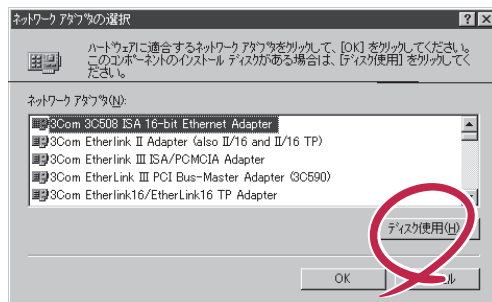 ネットワーク アダプタの選択
ハードウェアに適合するネットワーク アダプタをクリックして、[OK] をクリックしてください。
このコンポーネントのインストール ディスクがある場合は、[ディスク使用] をクリックしてく
ださい。
ネットワーク アダプタ(N):
3Com 3C508 ISA 16-bit Ethernet Adapter
3Com Etherlink II Adapter (also II/16 and II/16 TP)
3Com Etherlink III ISA/PCMCIA Adapter
3Com EtherLink III PCI Bus-Master Adapter (3C590)
3Com Etherlink16/EtherLink16 TP Adapter
ディスク使用(H)...
OK